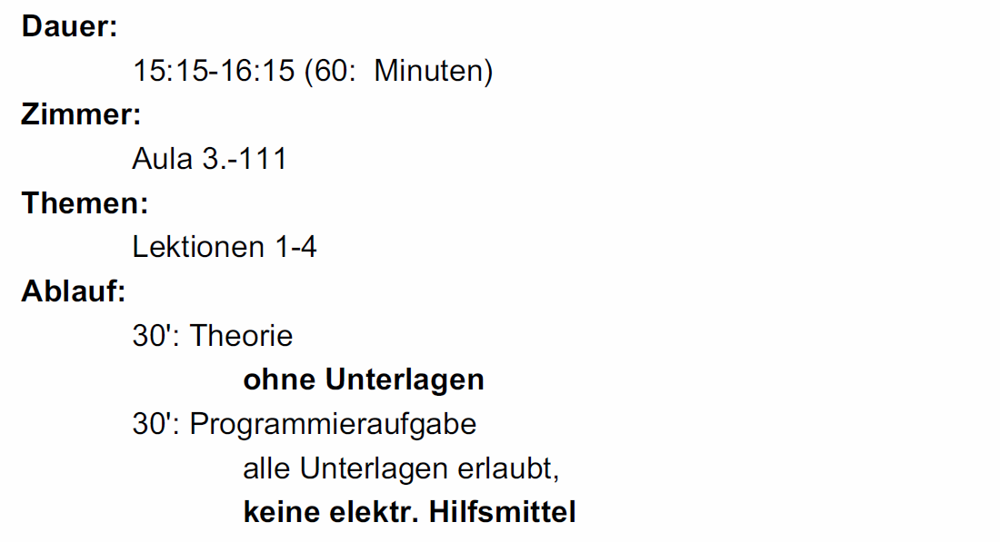 Dauer:
15:15-16:15 (60:  Minuten)
Zimmer:
Aula 3.-111
Themen:
Lektionen 1-4
Ablauf:
30': Theorie
ohne Unterlagen
30': Programmieraufgabe
alle Unterlagen erlaubt,
keine elektr. Hilfsmittel